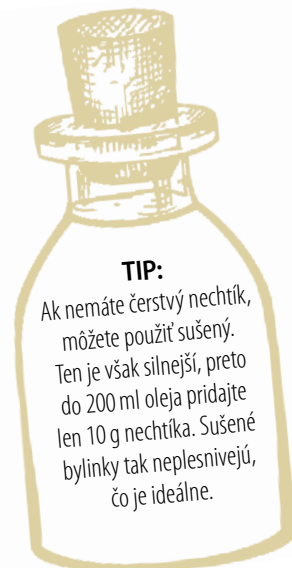 TIP:
Ak nemáte čerstvý nechtík,
môžete použiť sušený.
Ten je však silnejší, preto
do 200 ml oleja pridajte
len 10 g nechtíka. Sušené
bylinky tak neplesnivejú,
čo je ideálne.